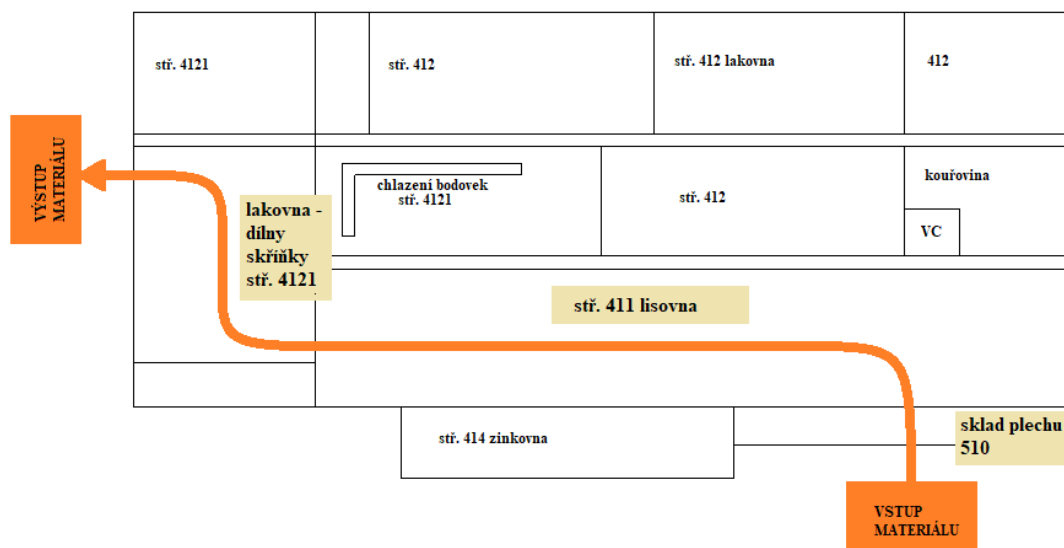 stř. 4121
stř. 412
stř. 412 lakovna
412
VÝSTUP
MATERIÁLU
chlazení bodovek
stř. 4121
stř. 412
kouřovina
VC
lakovna -
dílny
skříňky
stř. 4121
stř. 411 lisovna
stř. 414 zinkovna
sklad plechu
510
VSTUP
MATERIÁLU